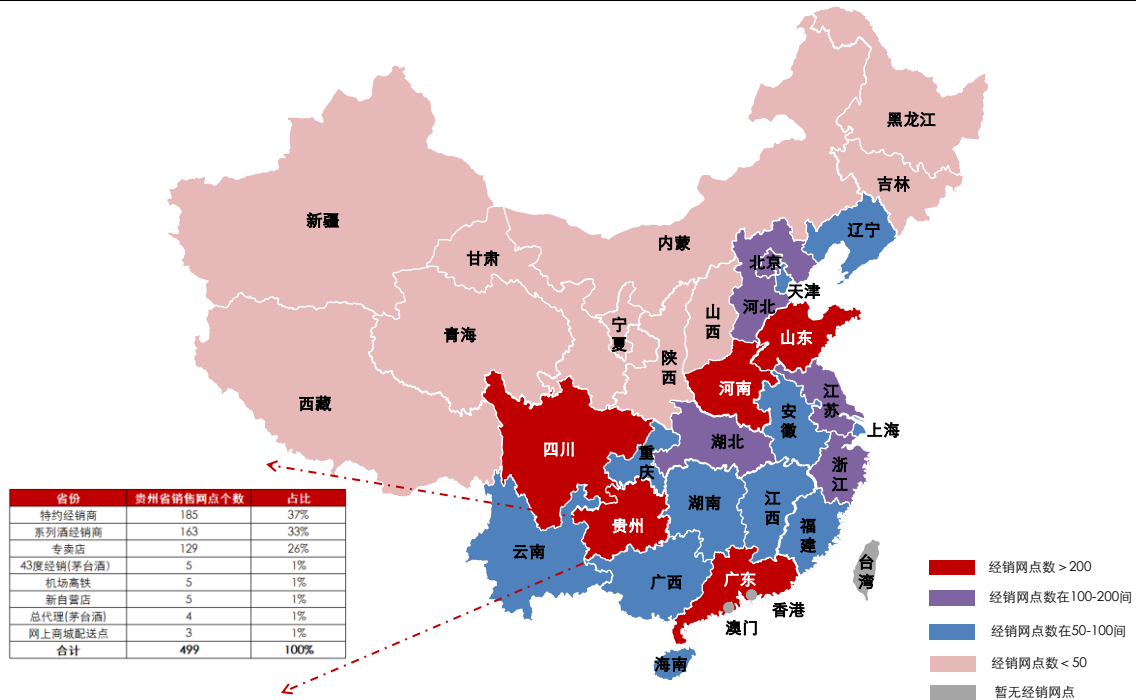 黑龙江
吉林
辽宁
新疆
内蒙
甘肃
北京
天津
河北
山西
宁夏
青海
陕西
山东
河南
西藏
江苏
安徽
上海
四川
重庆
湖北
浙江
湖南
江西
贵州
福建
云南
广西
广东
台湾
香港
澳门
海南
省份 贵州省销售网点个数 占比
特约经销商 185 37%
系列酒经销商 163 33%
专卖店 129 26%
43度经销(茅台酒) 5 1%
机场高铁 5 1%
新自营店 5 1%
总代理(茅台酒) 4 1%
网上商城配送点 3 1%
合计 499 100%
经销网点数＞200
经销网点数在100-200间
经销网点数在50-100间
经销网点数＜50
暂无经销网点